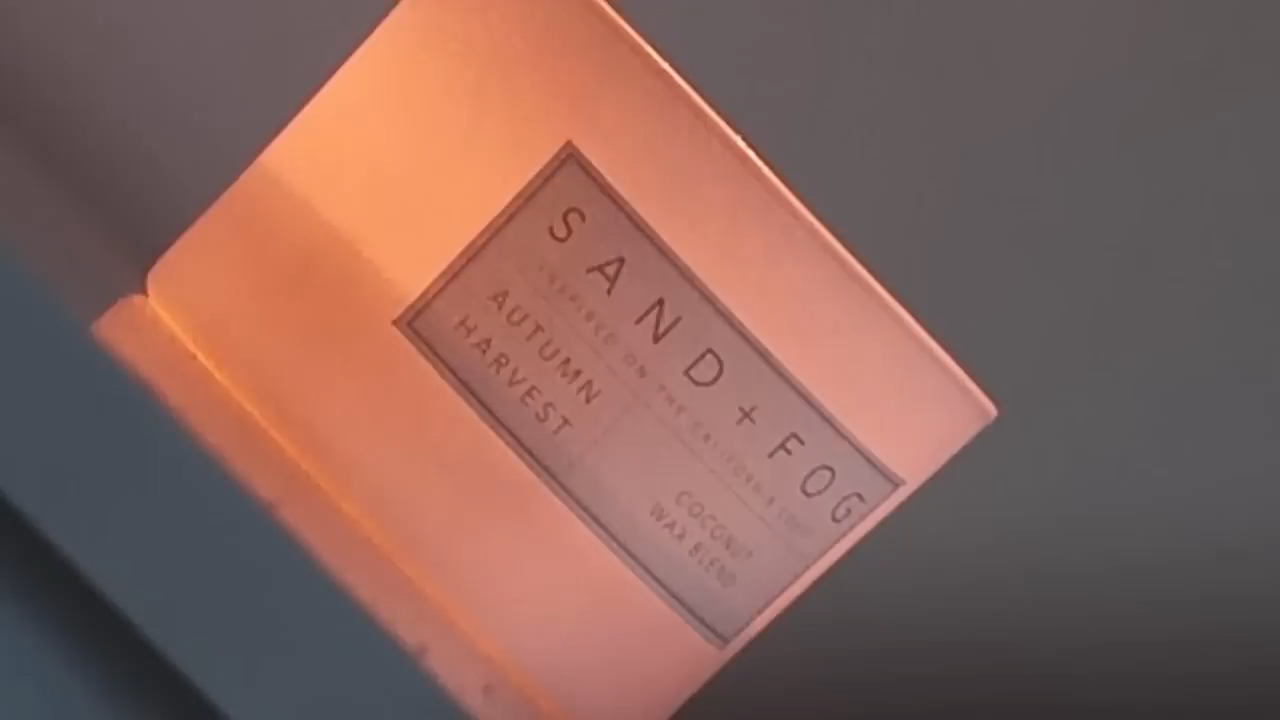 SAND + FOG
INSPIRED ON THE CALIFORNIA COAST
AUTUMN
HARVEST
COCONUT
WAX BLEND